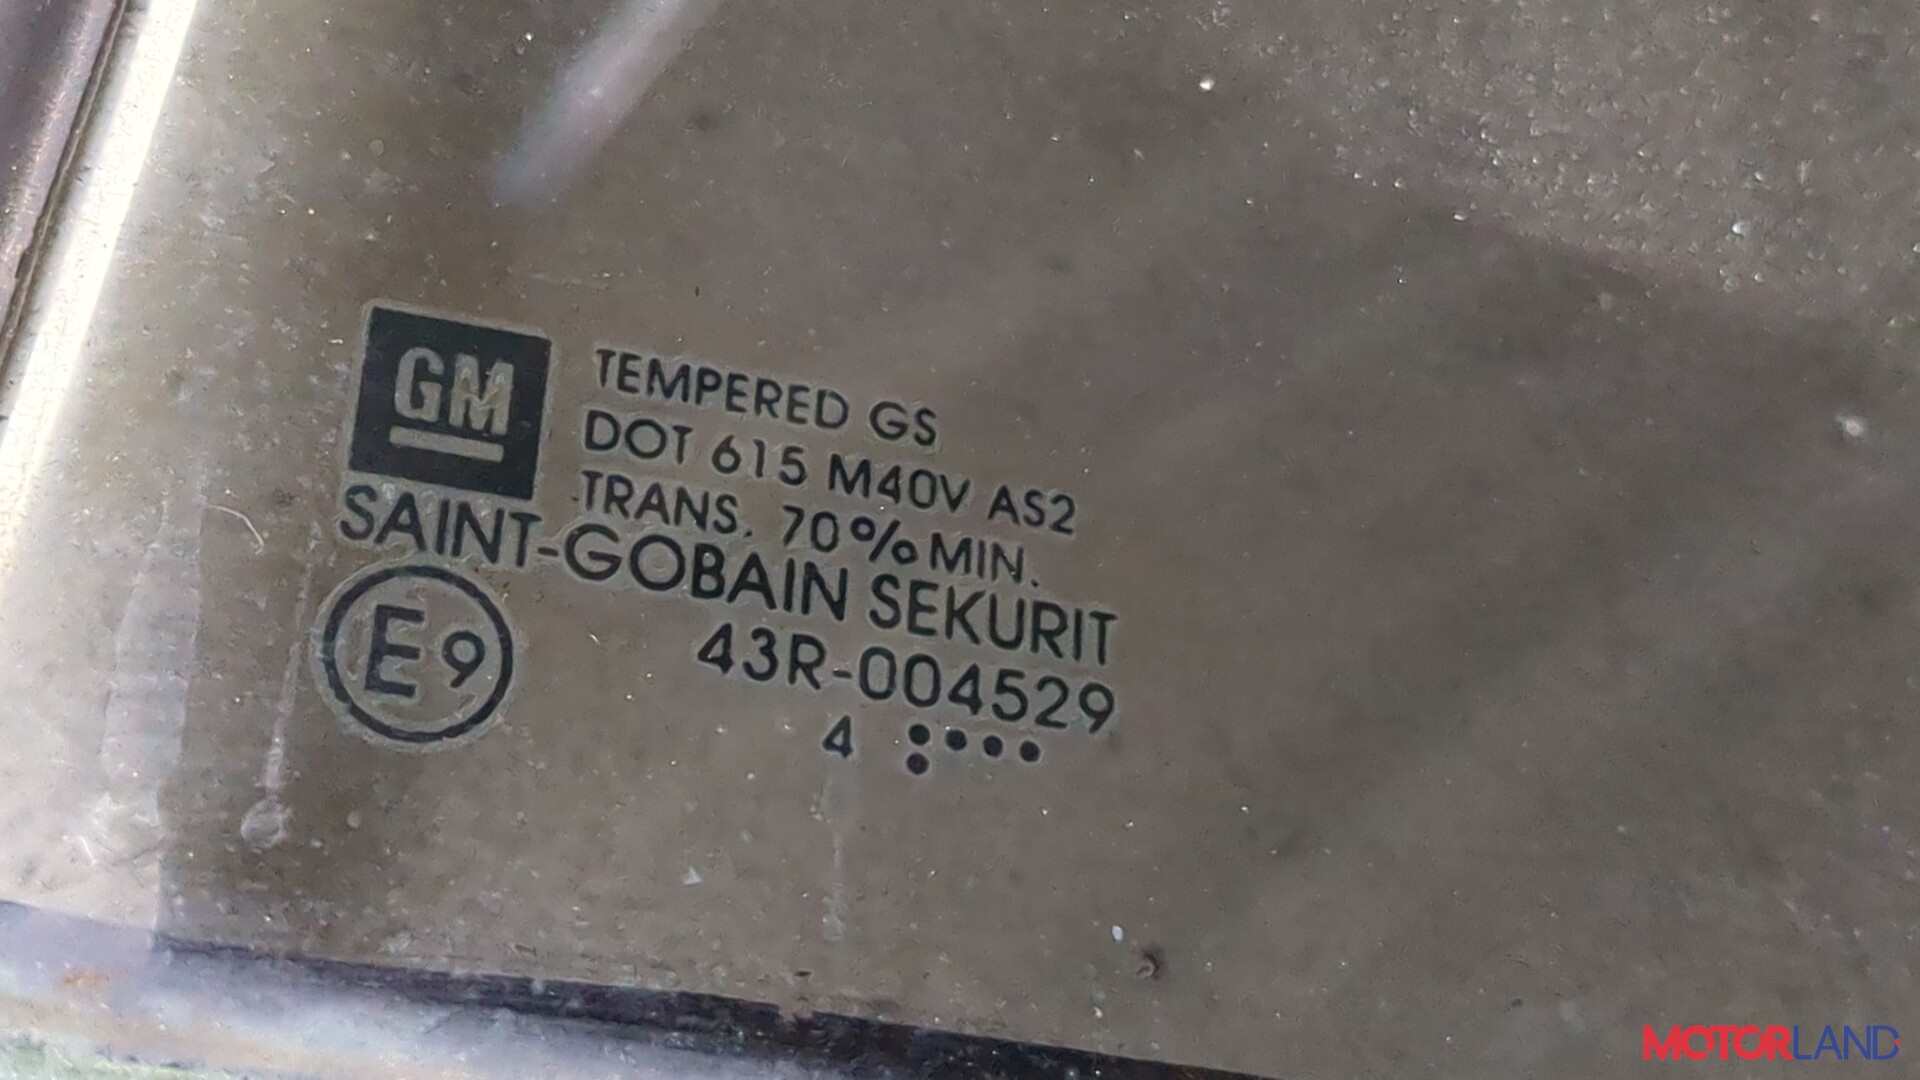 GM
TEMPERED GS
DOT 615 M40V AS2
TRANS. 70% MIN.
SAINT-GOBAIN SEKURIT
E9
43R-004529
4
MOTORLAND